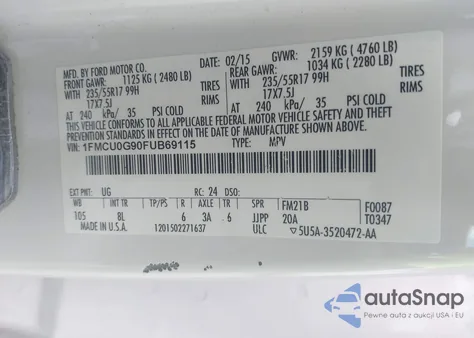 MFD. BY FORD MOTOR CO. 02/15 GVWR: 2159 KG ( 4760 LB)
FRONT GAWR: 1125 KG ( 2480 LB) REAR GAWR: 1034 KG ( 2280 LB)
WITH 235/55R17 99H TIRES WITH 235/55R17 99H TIRES
17X7.5J RIMS 17X7.5J RIMS
AT 240 kPa/ 35 PSI COLD AT 240 kPa/ 35 PSI COLD
THIS VEHICLE CONFORMS TO ALL APPLICABLE FEDERAL MOTOR VEHICLE SAFETY AND THEFT PREVENTION STANDARDS IN EFFECT ON THE DATE OF MANUFACTURE SHOWN ABOVE.
VIN: 1FMCU0G90FUB69115 TYPE: MPV
EXT PNT: UG RC: 24 DSO:
WB BRK INT TR TP/PS R AXLE TR SPR
105 8L 6 3A 6 JJPP
FM21B
20A
F0087
T0347
MADE IN U.S.A. 1201502271637 ULC 5U5A-3520472-AA
autoSnap
Pewne auta z aukcji USA - EU